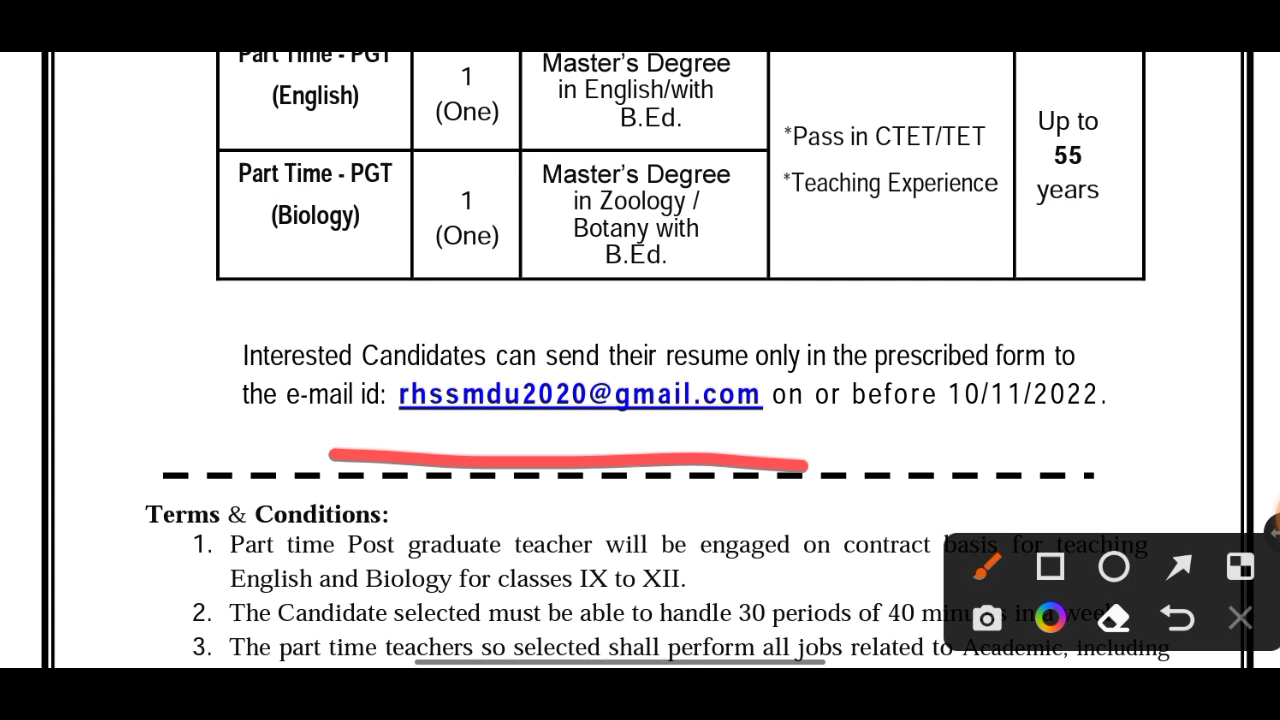 Part Time - PGT
(English)
1
(One)
Master’s Degree
in English/with
B.Ed.
*Pass in CTET/TET
*Teaching Experience
Up to
55
years
Part Time - PGT
(Biology)
1
(One)
Master’s Degree
in Zoology /
Botany with
B.Ed.
Interested Candidates can send their resume only in the prescribed form to
the e-mail id: rhssmdu2020@gmail.com on or before 10/11/2022.
Terms & Conditions:
1. Part time Post graduate teacher will be engaged on contract basis for teaching
English and Biology for classes IX to XII.
2. The Candidate selected must be able to handle 30 periods of 40 minutes in a week
3. The part time teachers so selected shall perform all jobs related to Academic, including